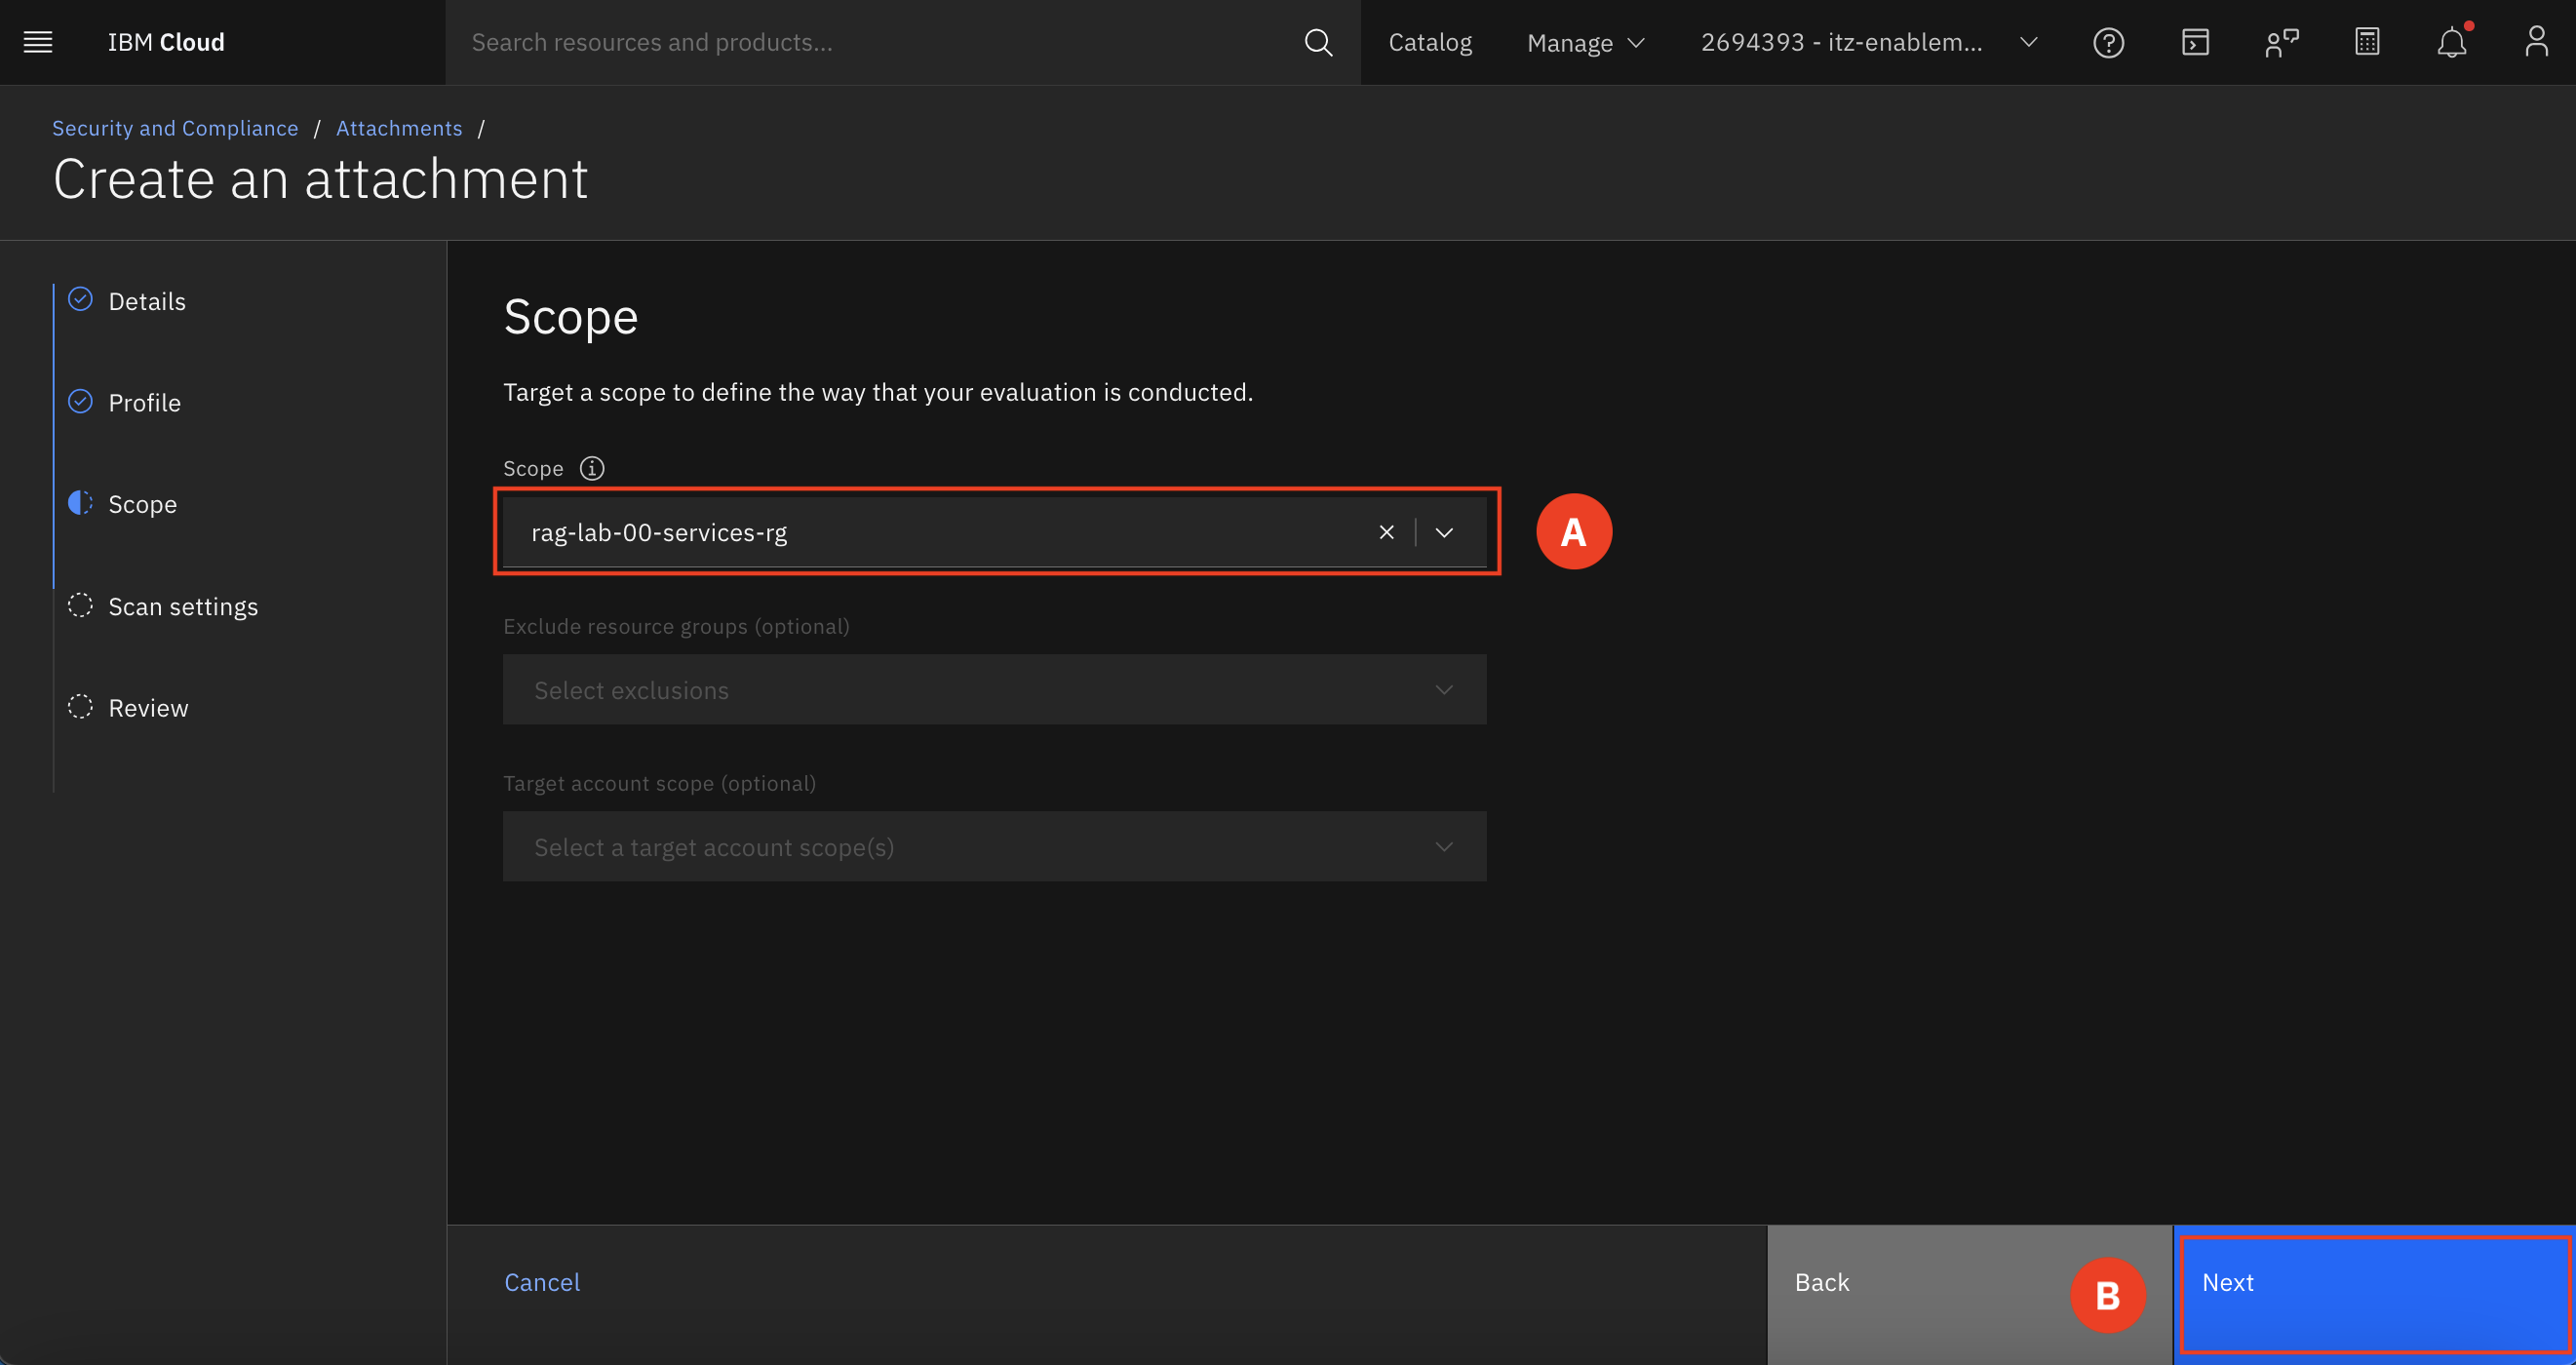 IBM Cloud
Search resources and products...
Catalog
Manage
2694393 - itz-enablem...
Security and Compliance / Attachments /
Create an attachment
Details
Profile
Scope
Scan settings
Review
Scope
Target a scope to define the way that your evaluation is conducted.
Scope
rag-lab-00-services-rg
A
Exclude resource groups (optional)
Select exclusions
Target account scope (optional)
Select a target account scope(s)
Cancel
Back
B
Next